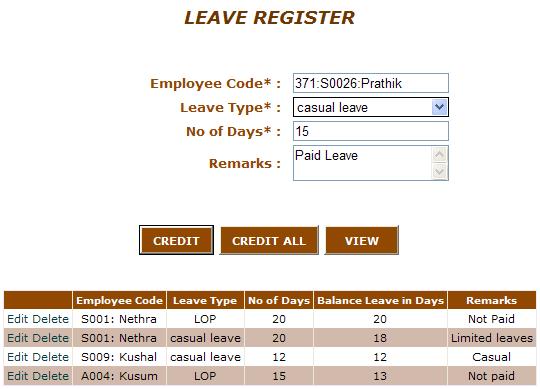 LEAVE REGISTER
Employee Code* : 371:S0026:Prathik
Leave Type* : casual leave
No of Days* : 15
Remarks : Paid Leave
CREDIT CREDIT ALL VIEW
Employee Code Leave Type No of Days Balance Leave in Days Remarks
Edit Delete S001: Nethra LOP 20 20 Not Paid
Edit Delete S001: Nethra casual leave 20 18 Limited leaves
Edit Delete S009: Kushal casual leave 12 12 Casual
Edit Delete A004: Kusum LOP 15 13 Not paid